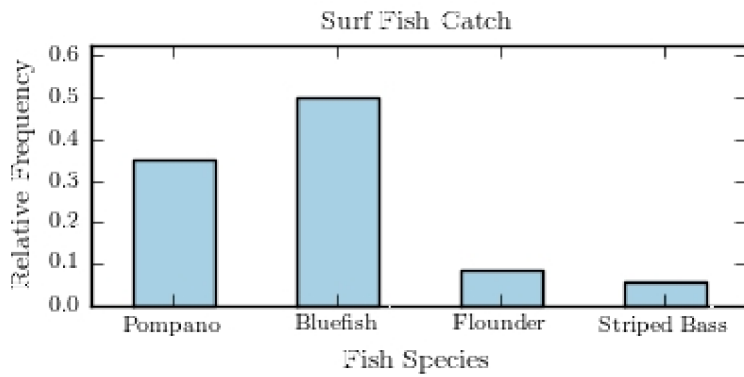 Surf Fish Catch
0.6
0.5
0.4
0.3
0.2
0.1
0.0
Relative Frequency
Pompano Bluefish Flounder Striped Bass
Fish Species